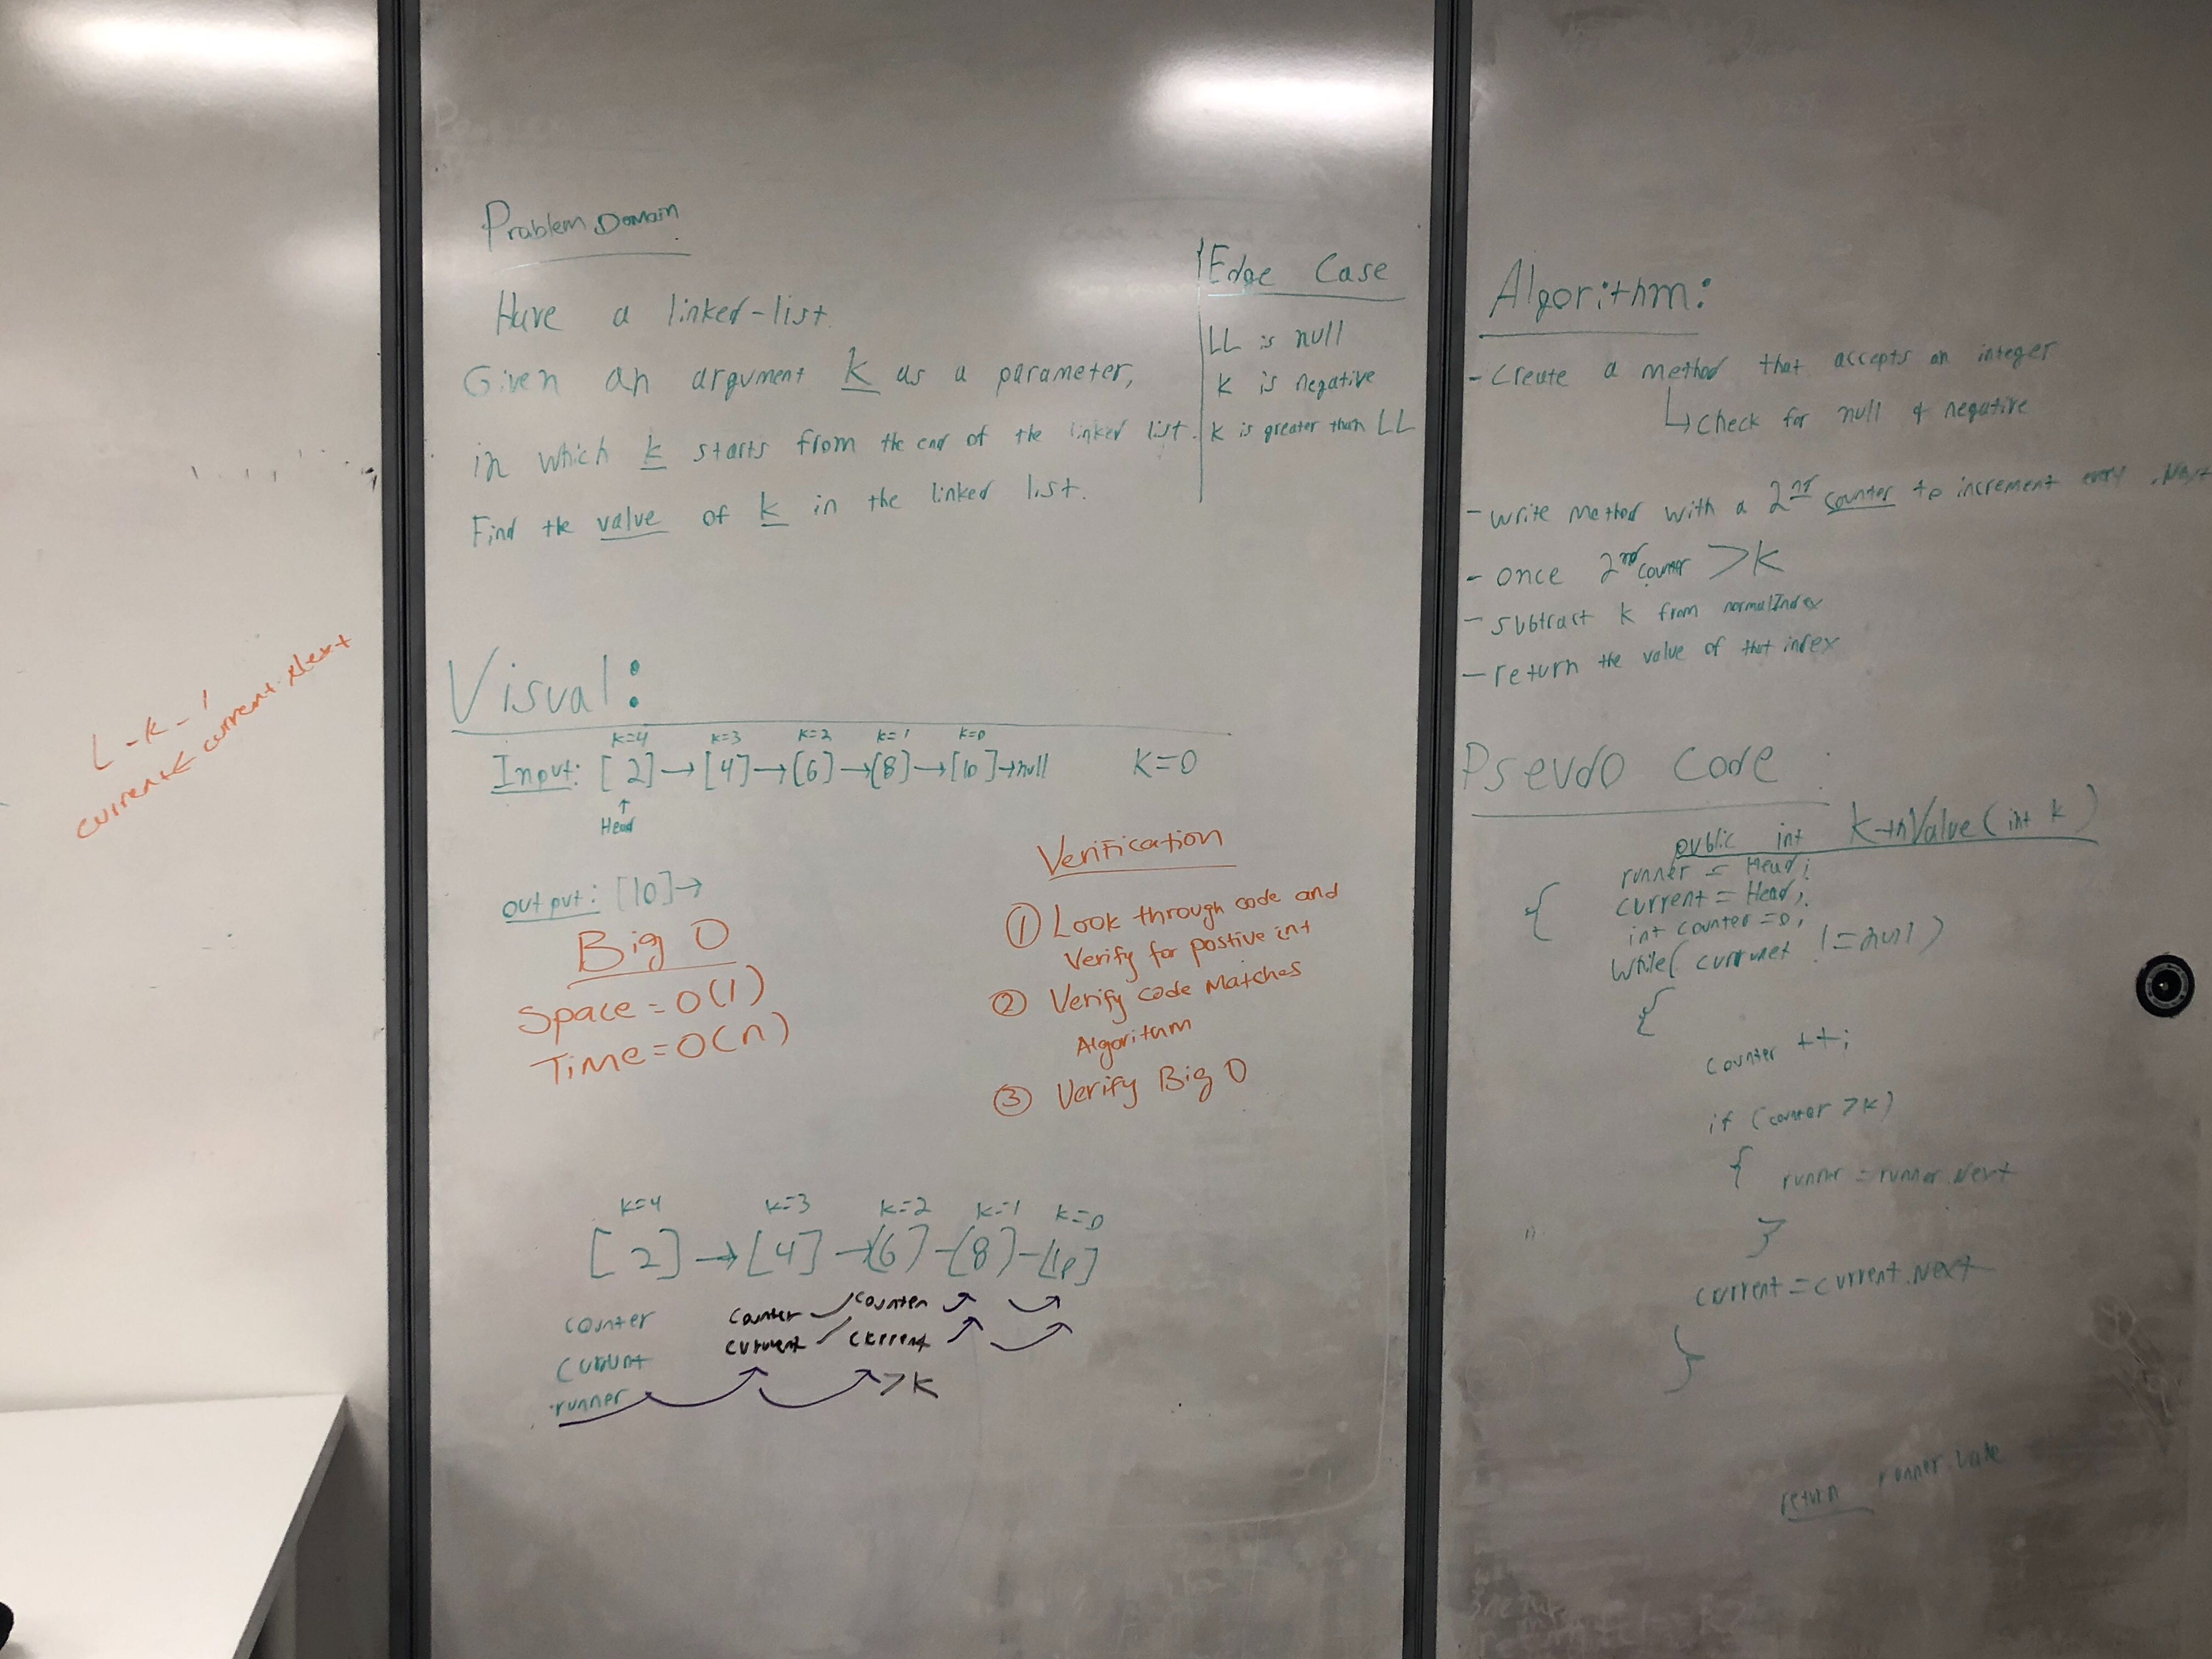 L - k - 1
current < current.Next
Problem Domain
Have a linked-list.
Given an argument k as a parameter,
in which k starts from the end of the linked list.
Find the value of k in the linked list.
Edge Case
LL is null
k is negative
k is greater than LL
Visual:
k=4 k=3 k=2 k=1 k=0
Input: [2]→[4]→[6]→[8]→[10]→null K=0
↑
Head
output: [10]→
Big O
Space = O(1)
Time = O(n)
Verification
① Look through code and
Verify for postive int
② Verify code Matches
Algorithm
③ Verify Big O
k=4 k=3 k=2 k=1 k=0
[2]→[4]→[6]-[8]-[10]
counter counter counter
current current current
runner >K
Algorithm:
- Create a method that accepts an integer
↳ check for null & negative
- write method with a 2nd counter to increment every .Next
- once 2nd counter >K
- subtract k from normalIndex
- return the value of that index
Psevdo Code :
public int KthValue(int k)
{ runner = Head;
current = Head;
int counter = 0;
while( current != null)
{
counter ++;
if (counter >K)
{ runner = runner.Next
}
current = current.Next
}
return runner.Value